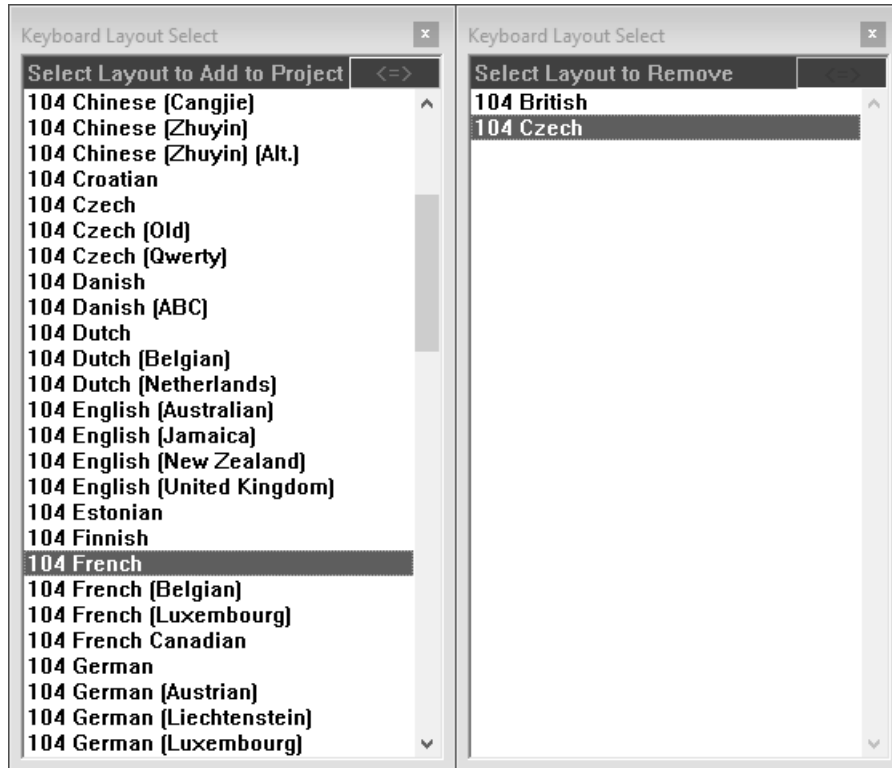 Keyboard Layout Select x
Select Layout to Add to Project <=>
104 Chinese (Cangjie)
104 Chinese (Zhuyin)
104 Chinese (Zhuyin) (Alt.)
104 Croatian
104 Czech
104 Czech (Old)
104 Czech (Qwerty)
104 Danish
104 Danish (ABC)
104 Dutch
104 Dutch (Belgian)
104 Dutch (Netherlands)
104 English (Australian)
104 English (Jamaica)
104 English (New Zealand)
104 English (United Kingdom)
104 Estonian
104 Finnish
104 French
104 French (Belgian)
104 French (Luxembourg)
104 French Canadian
104 German
104 German (Austrian)
104 German (Liechtenstein)
104 German (Luxembourg)
Keyboard Layout Select x
Select Layout to Remove <=>
104 British
104 Czech